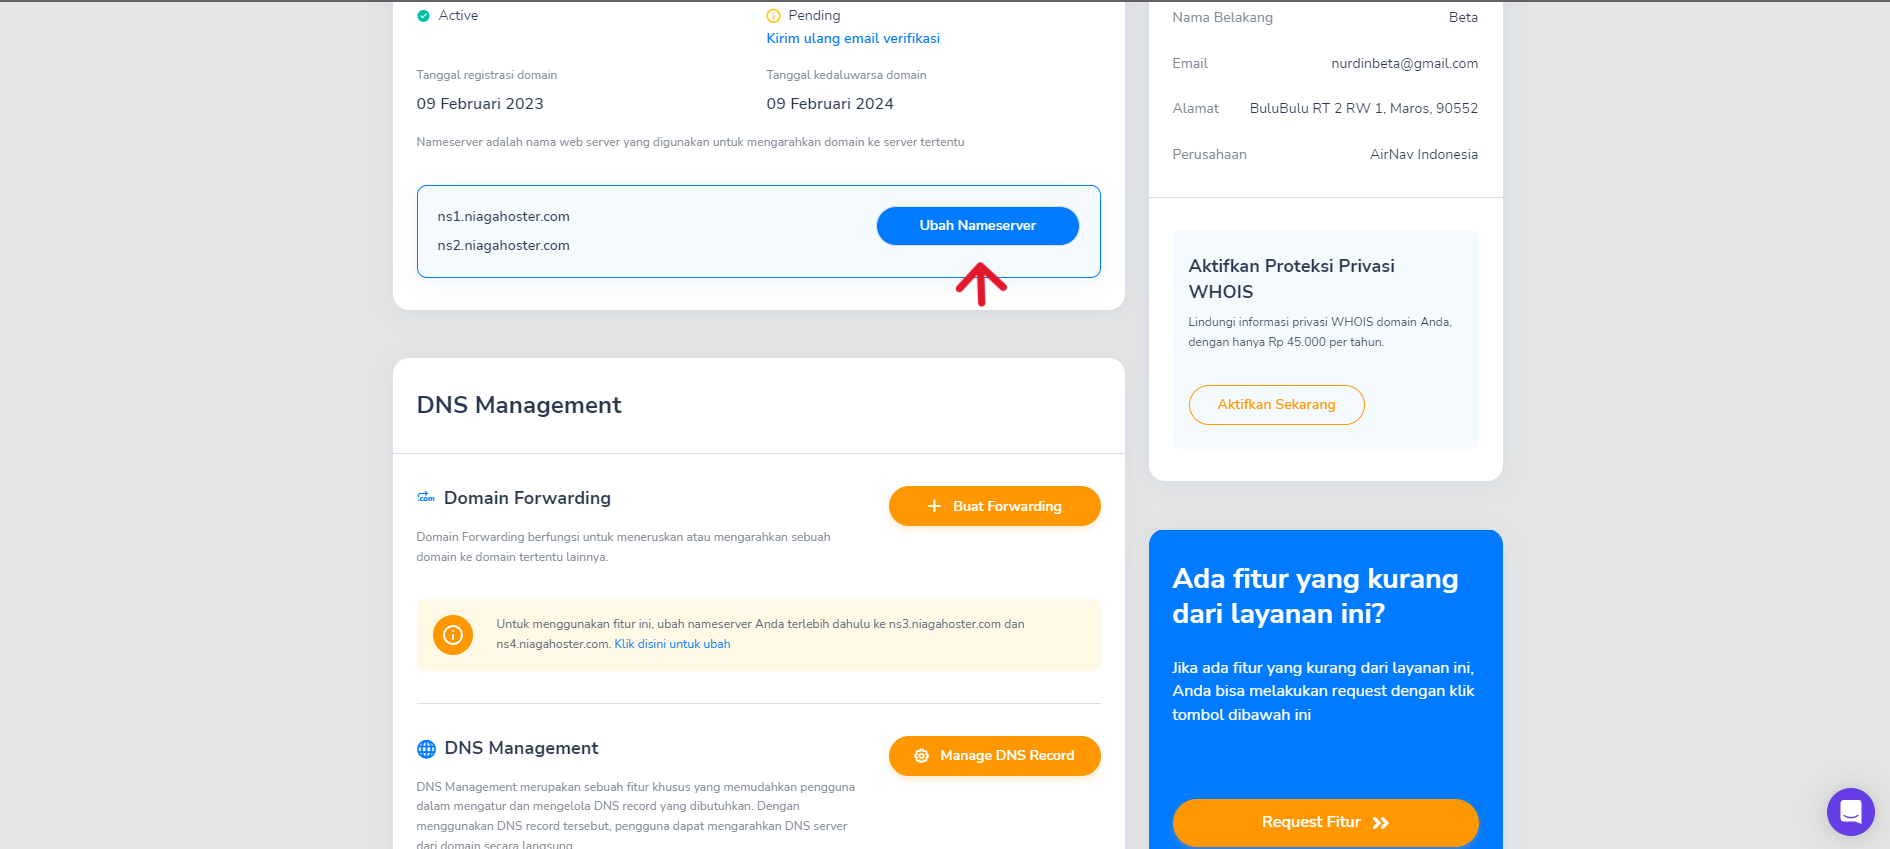 Active
Pending
Kirim ulang email verifikasi
Tanggal registrasi domain
Tanggal kedaluwarsa domain
09 Februari 2023
09 Februari 2024
Nameserver adalah nama web server yang digunakan untuk mengarahkan domain ke server tertentu
ns1.niagahoster.com
ns2.niagahoster.com
Ubah Nameserver
DNS Management
.com
Domain Forwarding
Buat Forwarding
Domain Forwarding berfungsi untuk meneruskan atau mengarahkan sebuah
domain ke domain tertentu lainnya.
Untuk menggunakan fitur ini, ubah nameserver Anda terlebih dahulu ke ns3.niagahoster.com dan
ns4.niagahoster.com. Klik disini untuk ubah
DNS Management
Manage DNS Record
DNS Management merupakan sebuah fitur khusus yang memudahkan pengguna
dalam mengatur dan mengelola DNS record yang dibutuhkan. Dengan
menggunakan DNS record tersebut, pengguna dapat mengarahkan DNS server
dari domain secara langsung
Nama Belakang Beta
Email nurdinbeta@gmail.com
Alamat BuluBulu RT 2 RW 1, Maros, 90552
Perusahaan AirNav Indonesia
Aktifkan Proteksi Privasi
WHOIS
Lindungi informasi privasi WHOIS domain Anda,
dengan hanya Rp 45.000 per tahun.
Aktifkan Sekarang
Ada fitur yang kurang
dari layanan ini?
Jika ada fitur yang kurang dari layanan ini,
Anda bisa melakukan request dengan klik
tombol dibawah ini
Request Fitur